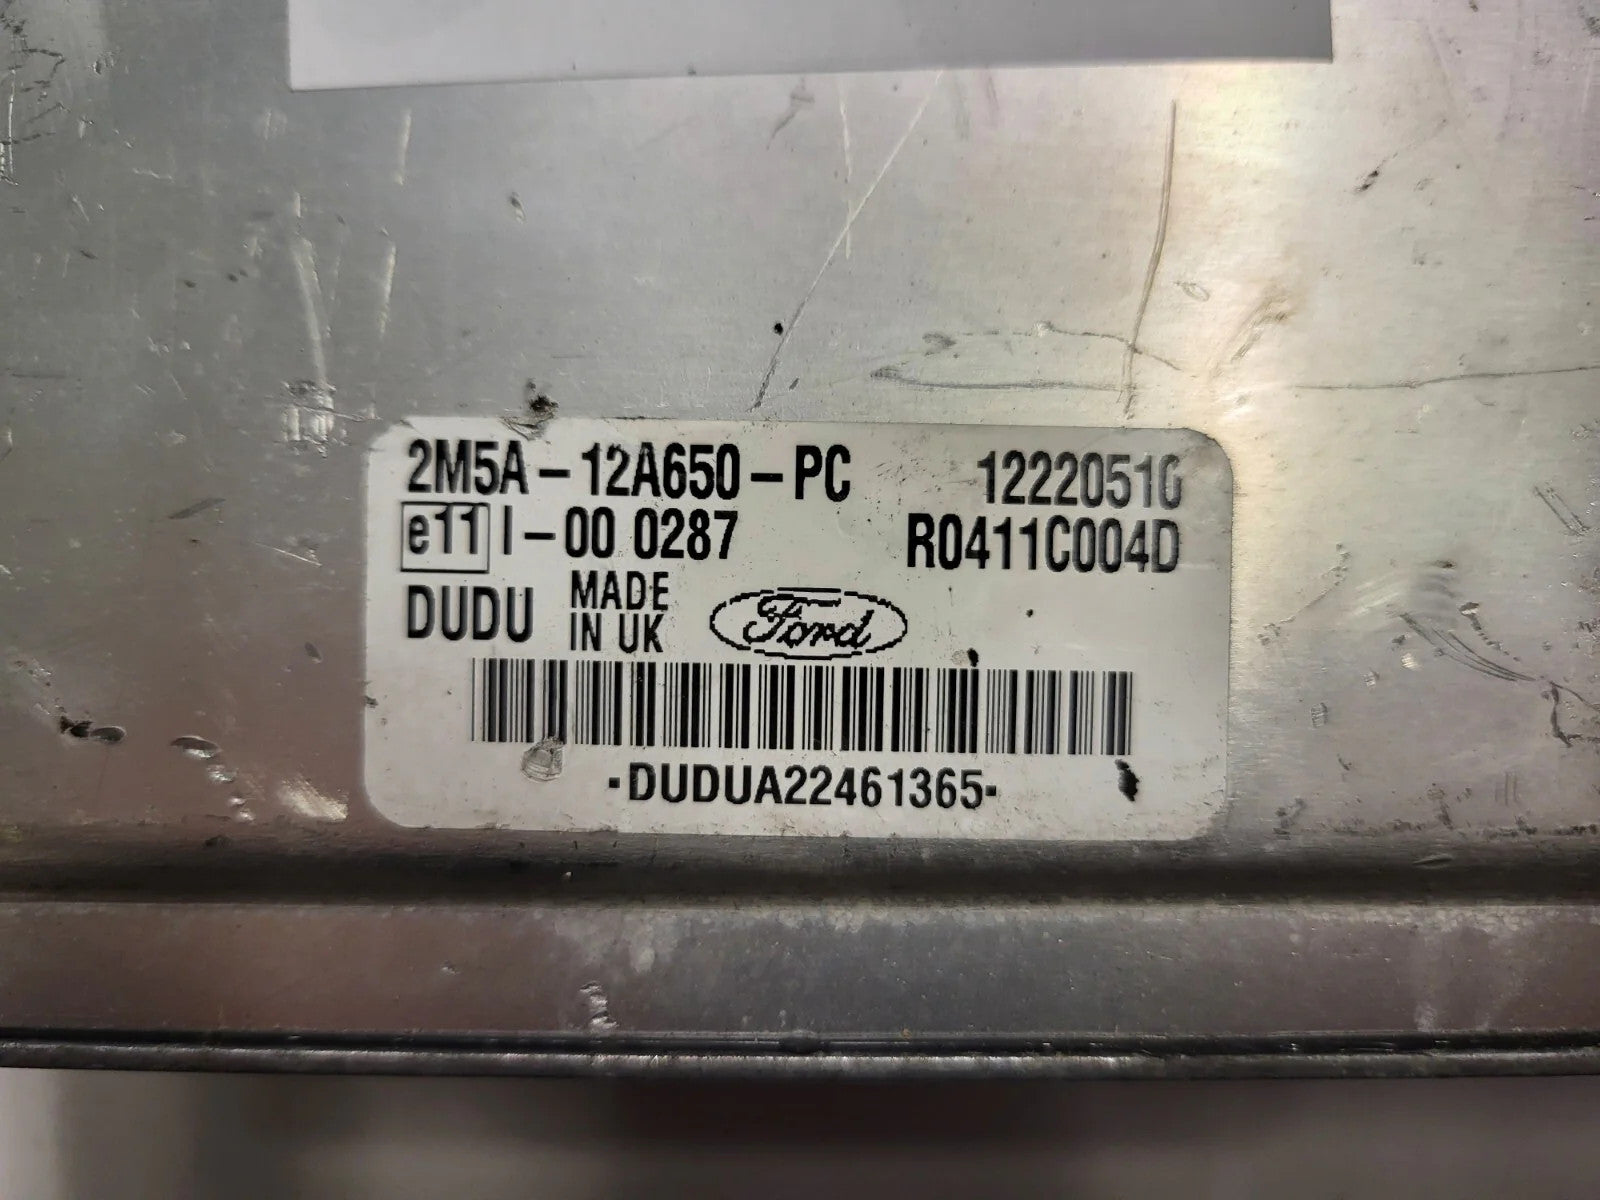 2M5A-12A650-PC 12220510
e11 I-00 0287 R0411C004D
DUDU MADE IN UK Ford
·DUDUA22461365·